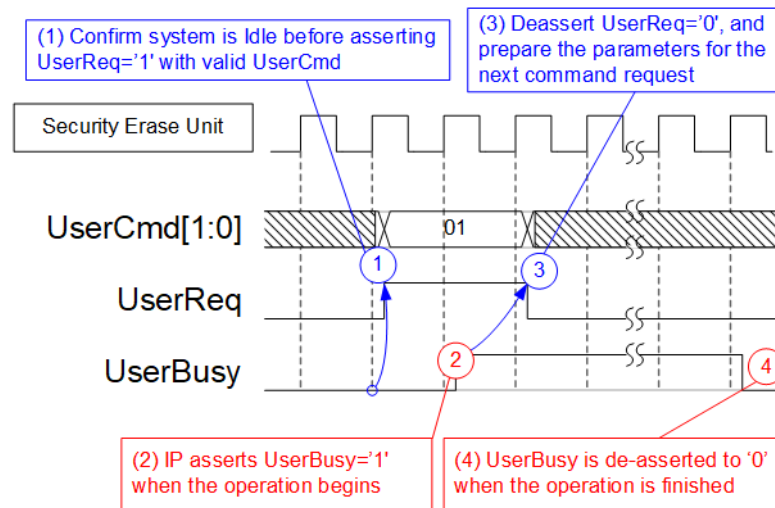 (1) Confirm system is Idle before asserting
UserReq='1' with valid UserCmd
(3) Deassert UserReq='0', and
prepare the parameters for the
next command request
Security Erase Unit
UserCmd[1:0]
01
1
3
UserReq
2
4
UserBusy
(2) IP asserts UserBusy='1'
when the operation begins
(4) UserBusy is de-asserted to ‘0’
when the operation is finished